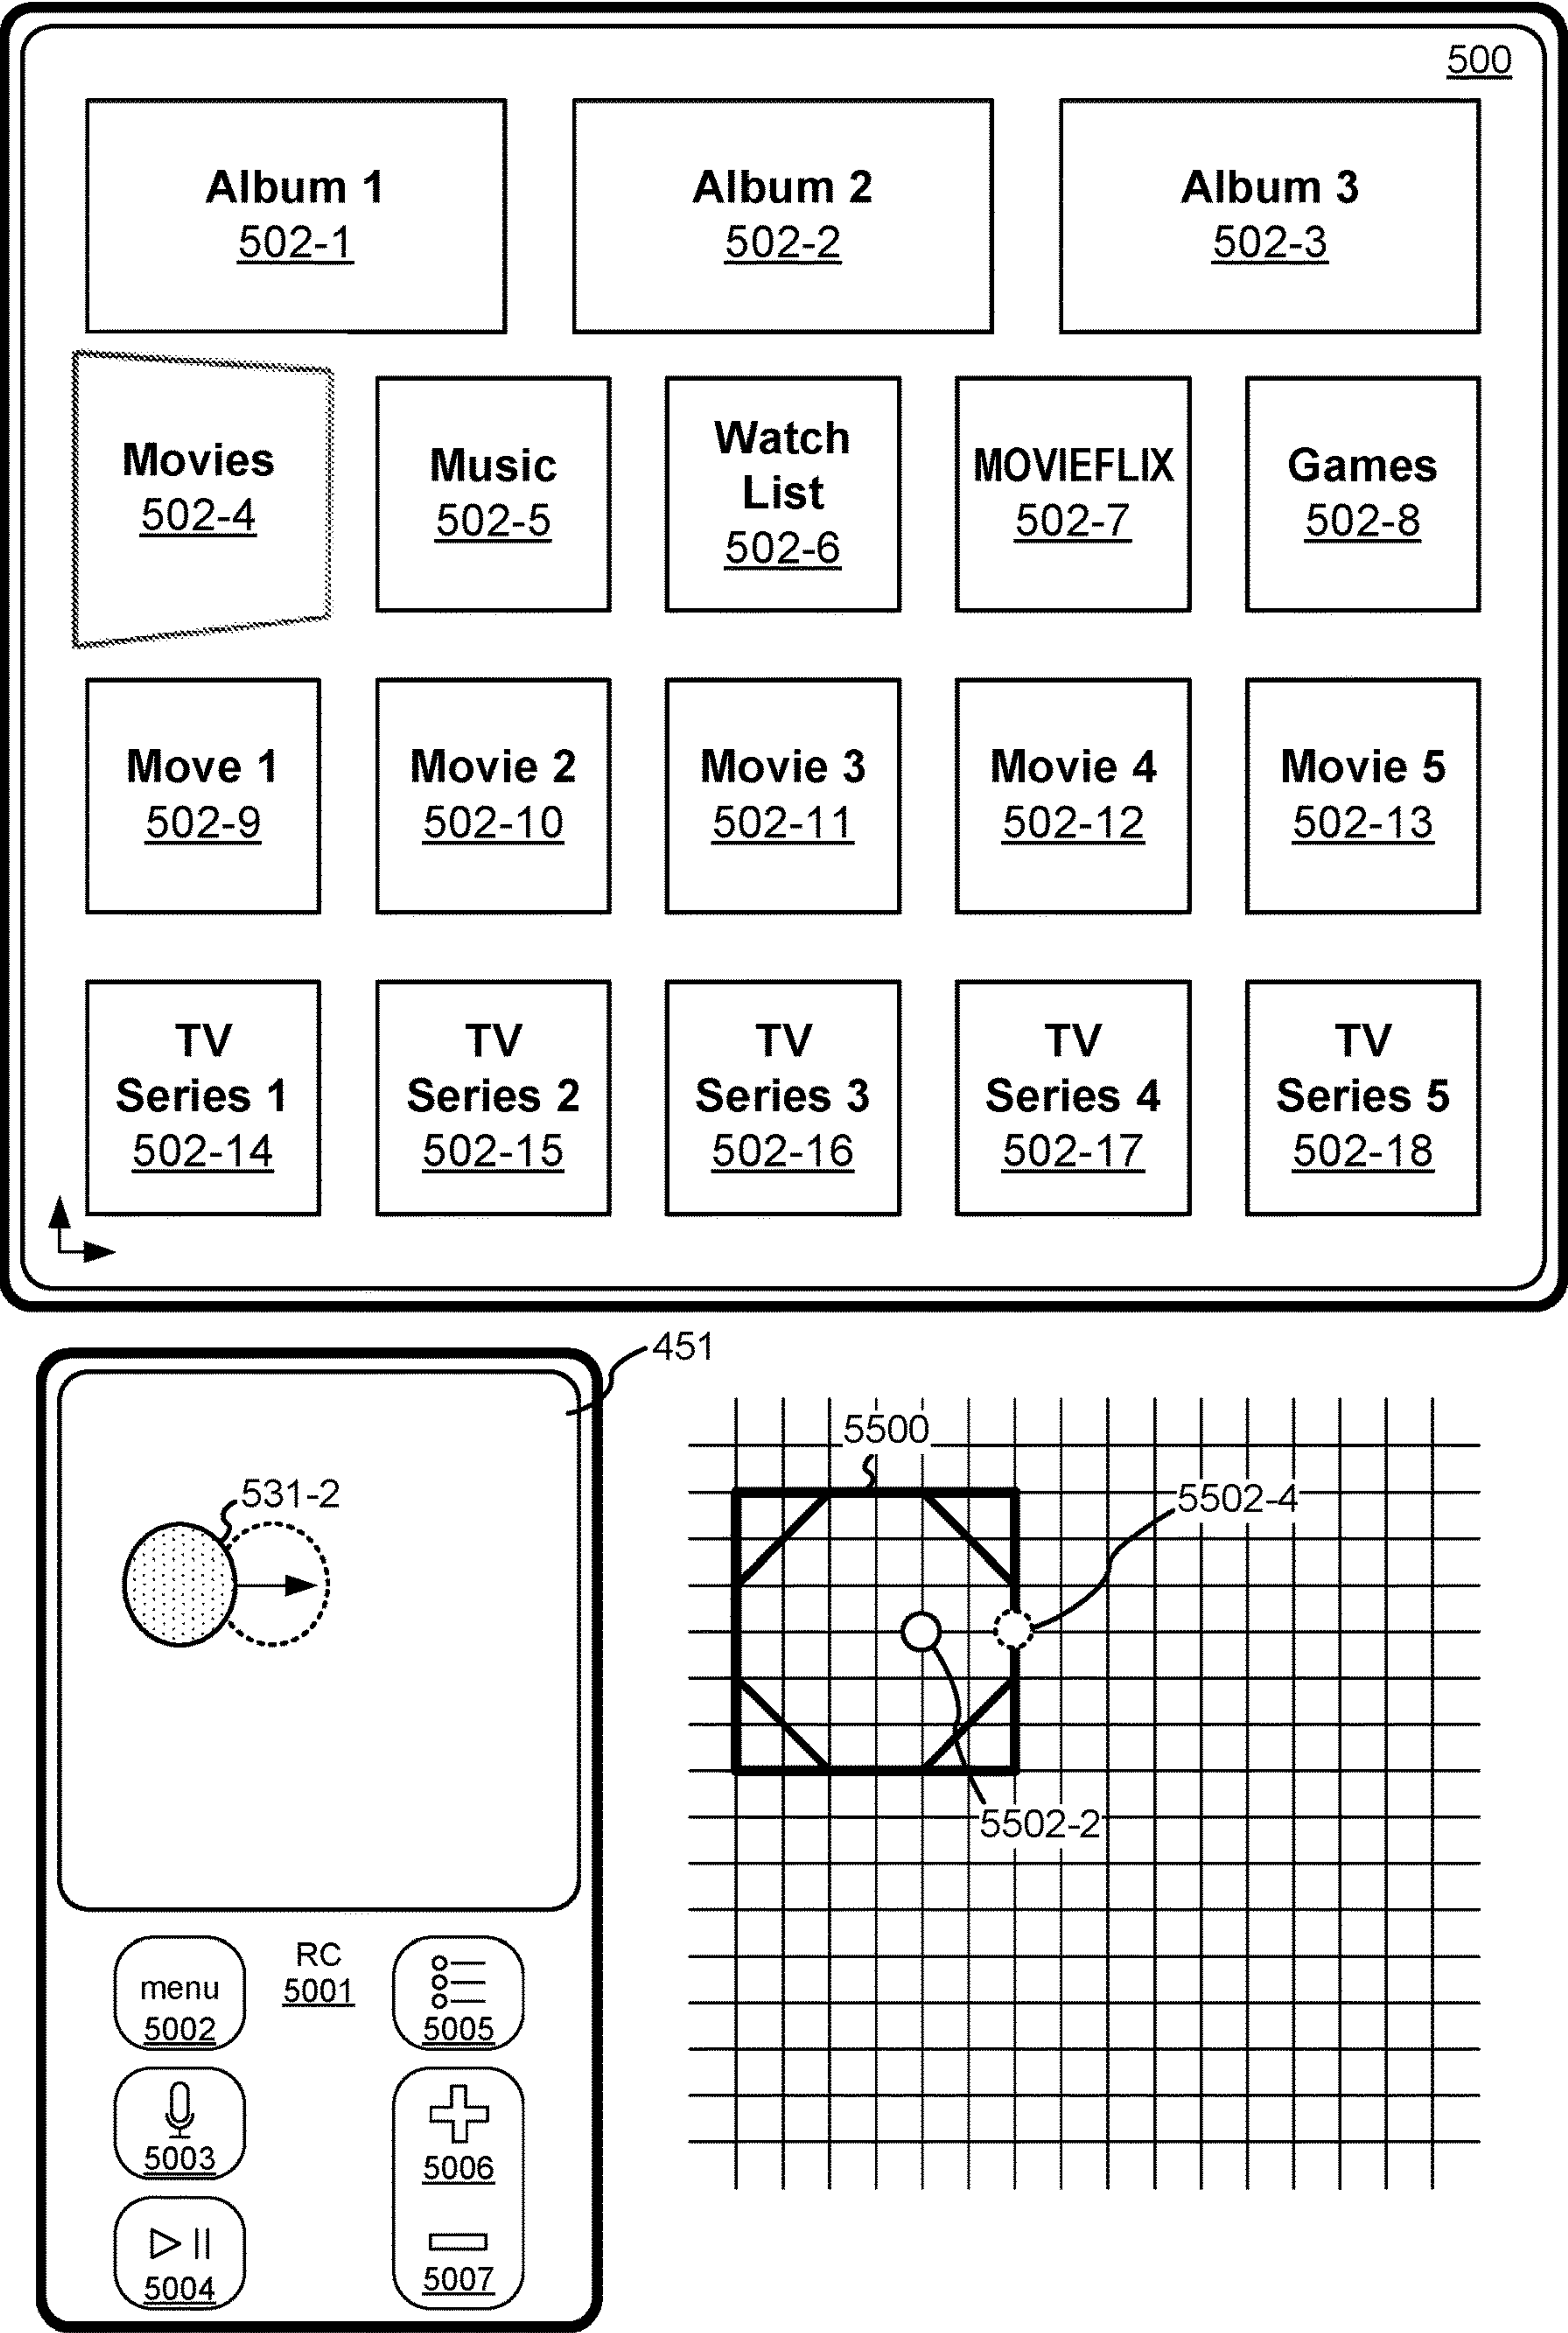 500
Album 1
502-1
Album 2
502-2
Album 3
502-3
Movies
502-4
Music
502-5
Watch
List
502-6
MOVIEFLIX
502-7
Games
502-8
Move 1
502-9
Movie 2
502-10
Movie 3
502-11
Movie 4
502-12
Movie 5
502-13
TV
Series 1
502-14
TV
Series 2
502-15
TV
Series 3
502-16
TV
Series 4
502-17
TV
Series 5
502-18
451
531-2
5500
5502-4
5502-2
menu
5002
RC
5001
5005
5003
5006
5004
5007